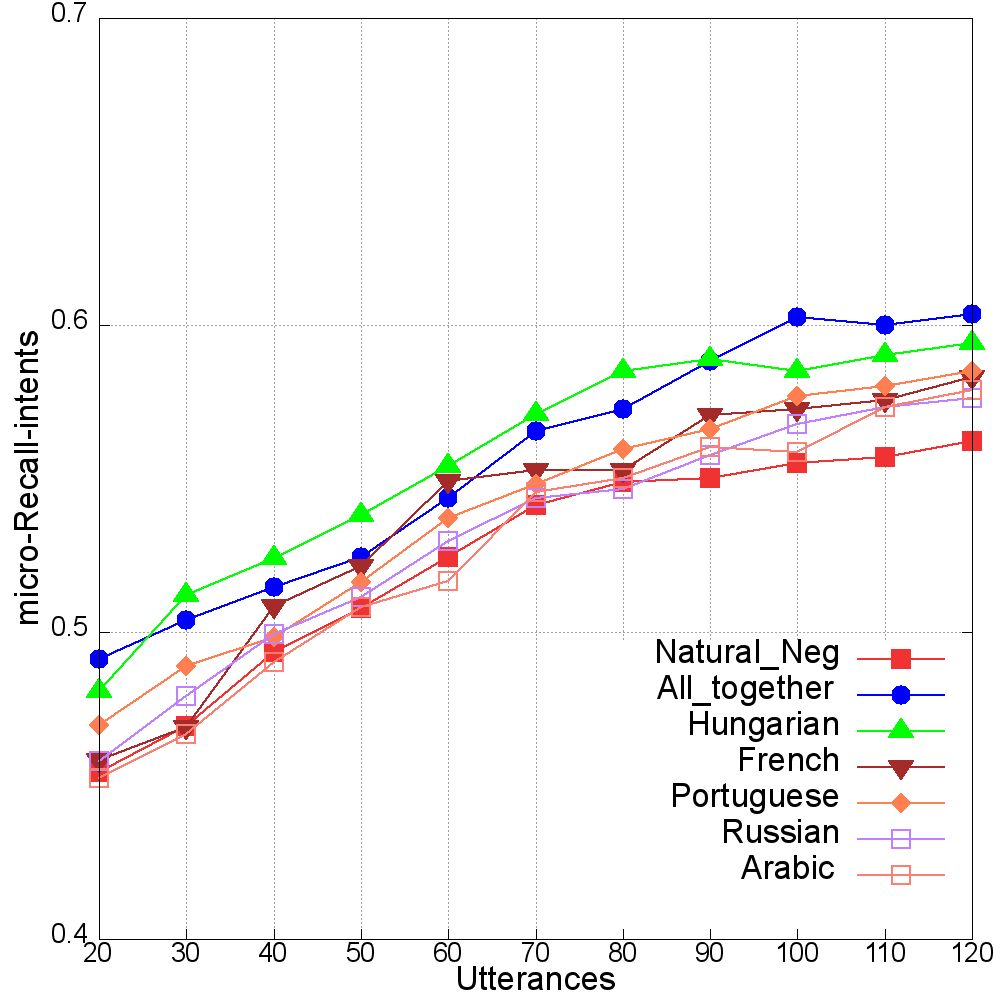 0.7
0.6
0.5
0.4
micro-Recall-intents
Natural_Neg
All_together
Hungarian
French
Portuguese
Russian
Arabic
20 30 40 50 60 70 80 90 100 110 120
Utterances